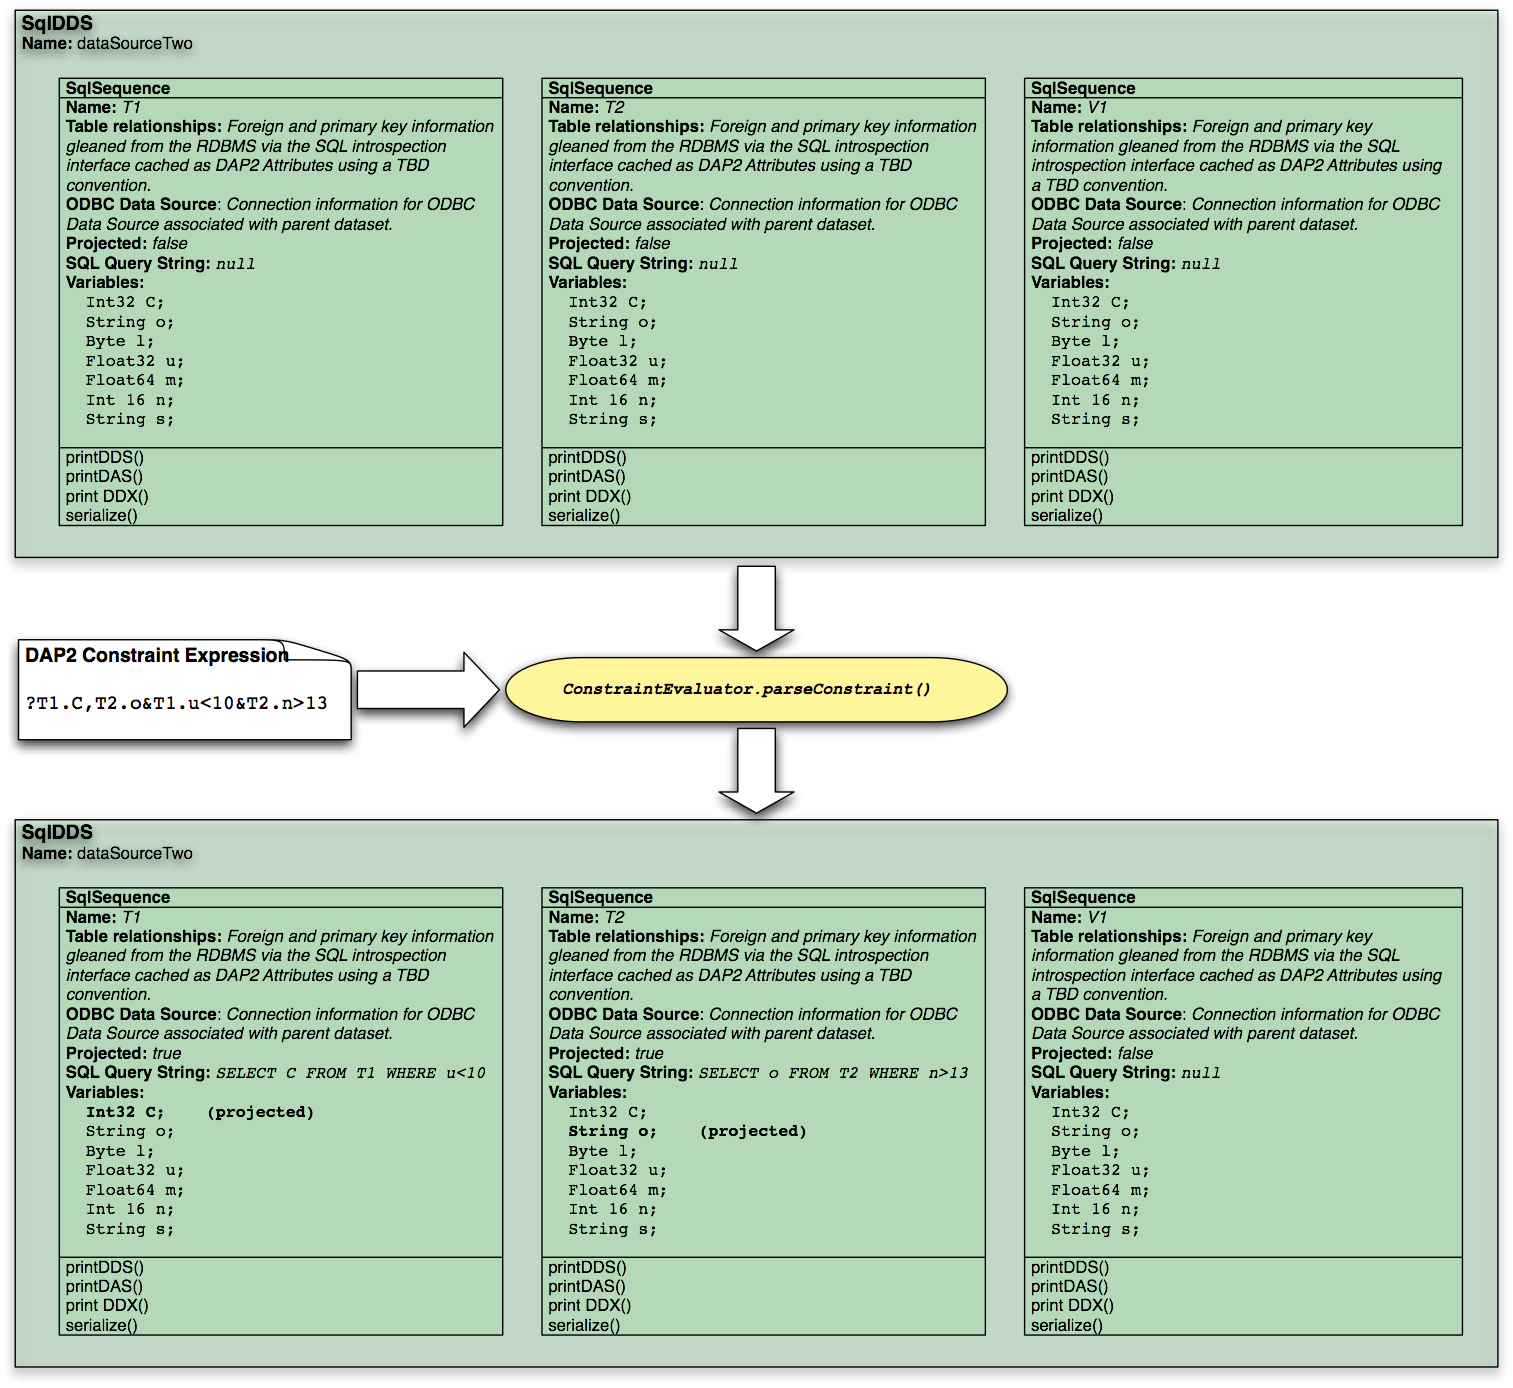 SqlDDS
Name: dataSourceTwo
SqlSequence
Name: T1
Table relationships: Foreign and primary key information
gleaned from the RDBMS via the SQL introspection
interface cached as DAP2 Attributes using a TBD
convention.
ODBC Data Source: Connection information for ODBC
Data Source associated with parent dataset.
Projected: false
SQL Query String: null
Variables:
Int32 C;
String o;
Byte l;
Float32 u;
Float64 m;
Int 16 n;
String s;
printDDS()
printDAS()
print DDX()
serialize()
SqlSequence
Name: T2
Table relationships: Foreign and primary key information
gleaned from the RDBMS via the SQL introspection
interface cached as DAP2 Attributes using a TBD
convention.
ODBC Data Source: Connection information for ODBC
Data Source associated with parent dataset.
Projected: false
SQL Query String: null
Variables:
Int32 C;
String o;
Byte l;
Float32 u;
Float64 m;
Int 16 n;
String s;
printDDS()
printDAS()
print DDX()
serialize()
SqlSequence
Name: V1
Table relationships: Foreign and primary key
information gleaned from the RDBMS via the SQL
introspection interface cached as DAP2 Attributes using
a TBD convention.
ODBC Data Source: Connection information for ODBC
Data Source associated with parent dataset.
Projected: false
SQL Query String: null
Variables:
Int32 C;
String o;
Byte l;
Float32 u;
Float64 m;
Int 16 n;
String s;
printDDS()
printDAS()
print DDX()
serialize()
DAP2 Constraint Expression
?T1.C,T2.o&T1.u<10&T2.n>13
ConstraintEvaluator.parseConstraint()
SqlDDS
Name: dataSourceTwo
SqlSequence
Name: T1
Table relationships: Foreign and primary key information
gleaned from the RDBMS via the SQL introspection
interface cached as DAP2 Attributes using a TBD
convention.
ODBC Data Source: Connection information for ODBC
Data Source associated with parent dataset.
Projected: true
SQL Query String: SELECT C FROM T1 WHERE u<10
Variables:
Int32 C; (projected)
String o;
Byte l;
Float32 u;
Float64 m;
Int 16 n;
String s;
printDDS()
printDAS()
print DDX()
serialize()
SqlSequence
Name: T2
Table relationships: Foreign and primary key information
gleaned from the RDBMS via the SQL introspection
interface cached as DAP2 Attributes using a TBD
convention.
ODBC Data Source: Connection information for ODBC
Data Source associated with parent dataset.
Projected: true
SQL Query String: SELECT o FROM T2 WHERE n>13
Variables:
Int32 C;
String o; (projected)
Byte l;
Float32 u;
Float64 m;
Int 16 n;
String s;
printDDS()
printDAS()
print DDX()
serialize()
SqlSequence
Name: V1
Table relationships: Foreign and primary key
information gleaned from the RDBMS via the SQL
introspection interface cached as DAP2 Attributes using
a TBD convention.
ODBC Data Source: Connection information for ODBC
Data Source associated with parent dataset.
Projected: false
SQL Query String: null
Variables:
Int32 C;
String o;
Byte l;
Float32 u;
Float64 m;
Int 16 n;
String s;
printDDS()
printDAS()
print DDX()
serialize()